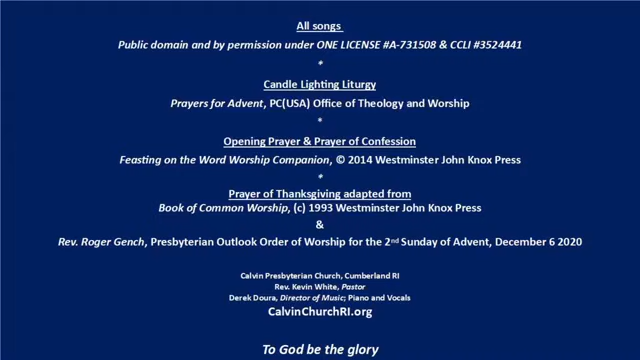 All songs
Public domain and by permission under ONE LICENSE #A-731508 & CCLI #3524441
*
Candle Lighting Liturgy
Prayers for Advent, PC(USA) Office of Theology and Worship
*
Opening Prayer & Prayer of Confession
Feasting on the Word Worship Companion, © 2014 Westminster John Knox Press
*
Prayer of Thanksgiving adapted from
Book of Common Worship, (c) 1993 Westminster John Knox Press
&
Rev. Roger Gench, Presbyterian Outlook Order of Worship for the 2nd Sunday of Advent, December 6 2020
Calvin Presbyterian Church, Cumberland RI
Rev. Kevin White, Pastor
Derek Doura, Director of Music; Piano and Vocals
CalvinChurchRI.org
To God be the glory